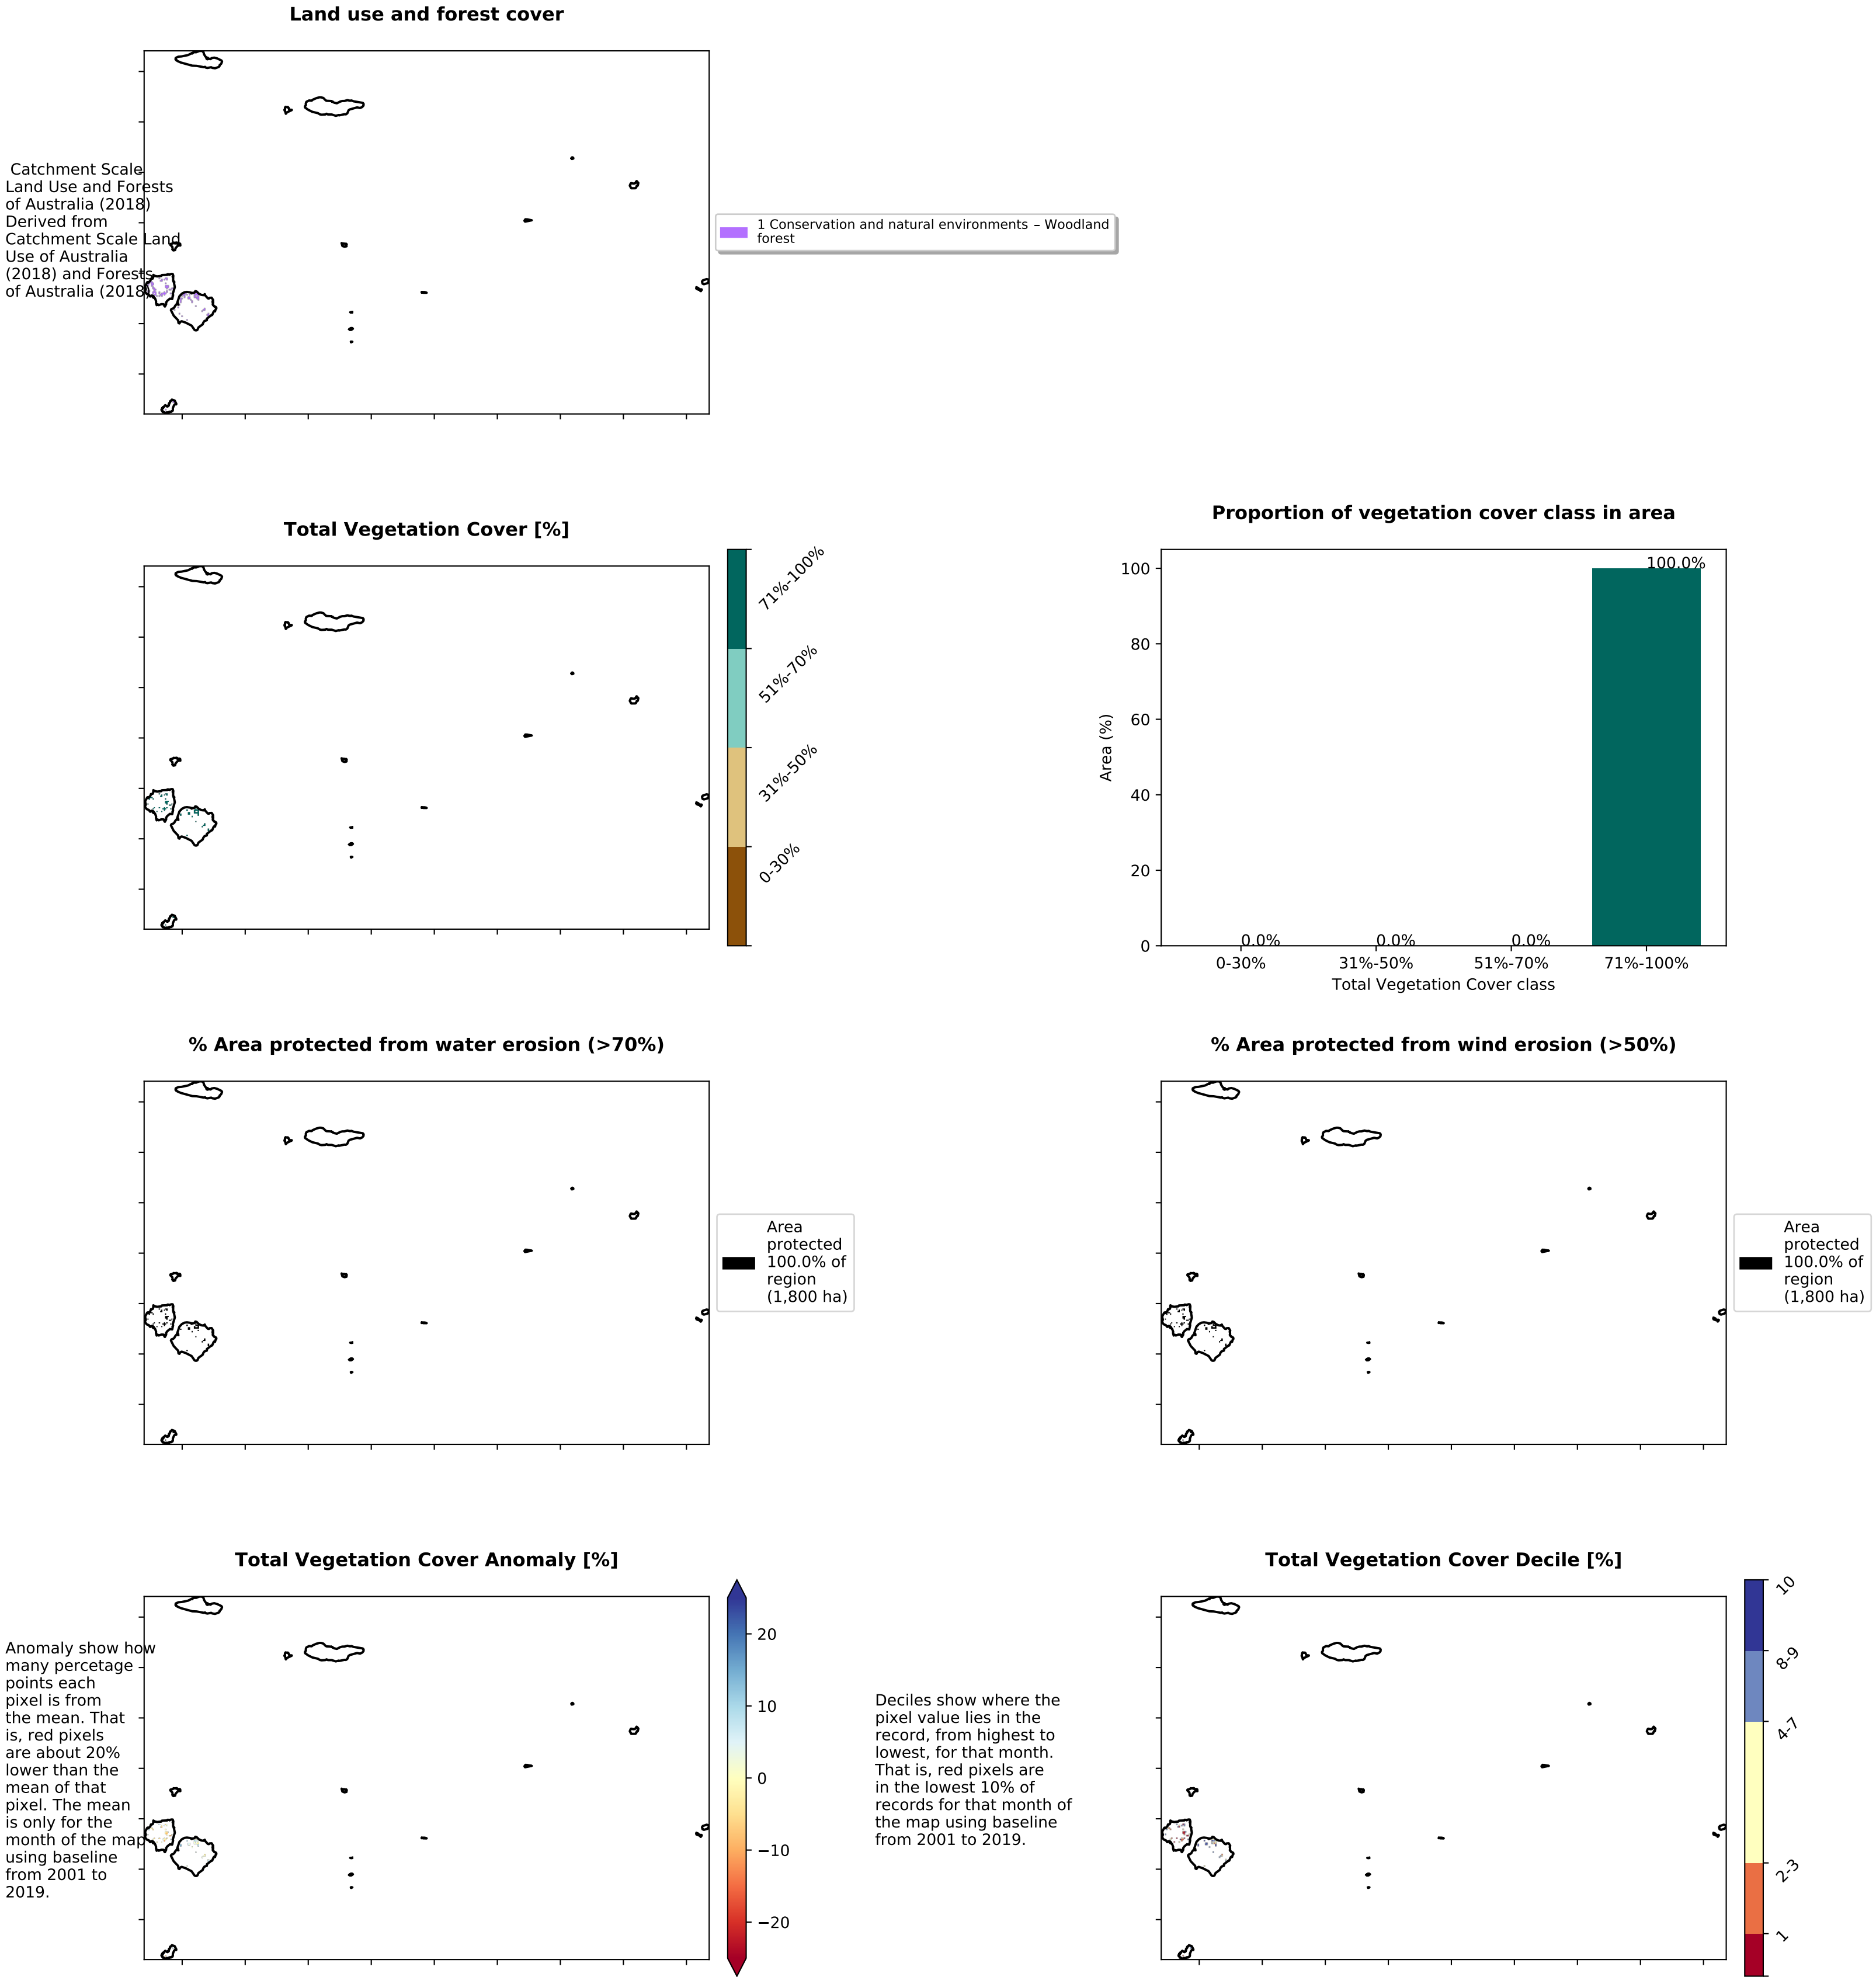 Land use and forest cover
Catchment Scale
Land Use and Forests
of Australia (2018)
Derived from
Catchment Scale Land
Use of Australia
(2018) and Forests
of Australia (2018)
1 Conservation and natural environments – Woodland
forest
Total Vegetation Cover [%]
71%-100%
51%-70%
31%-50%
0-30%
Proportion of vegetation cover class in area
100.0%
100
80
60
40
20
0
Area (%)
0.0%
0.0%
0.0%
0-30%
31%-50%
51%-70%
71%-100%
Total Vegetation Cover class
% Area protected from water erosion (>70%)
Area
protected
100.0% of
region
(1,800 ha)
% Area protected from wind erosion (>50%)
Area
protected
100.0% of
region
(1,800 ha)
Total Vegetation Cover Anomaly [%]
Anomaly show how
many percetage
points each
pixel is from
the mean. That
is, red pixels
are about 20%
lower than the
mean of that
pixel. The mean
is only for the
month of the map
using baseline
from 2001 to
2019.
20
10
0
−10
−20
Total Vegetation Cover Decile [%]
Deciles show where the
pixel value lies in the
record, from highest to
lowest, for that month.
That is, red pixels are
in the lowest 10% of
records for that month of
the map using baseline
from 2001 to 2019.
10
8-9
4-7
2-3
1